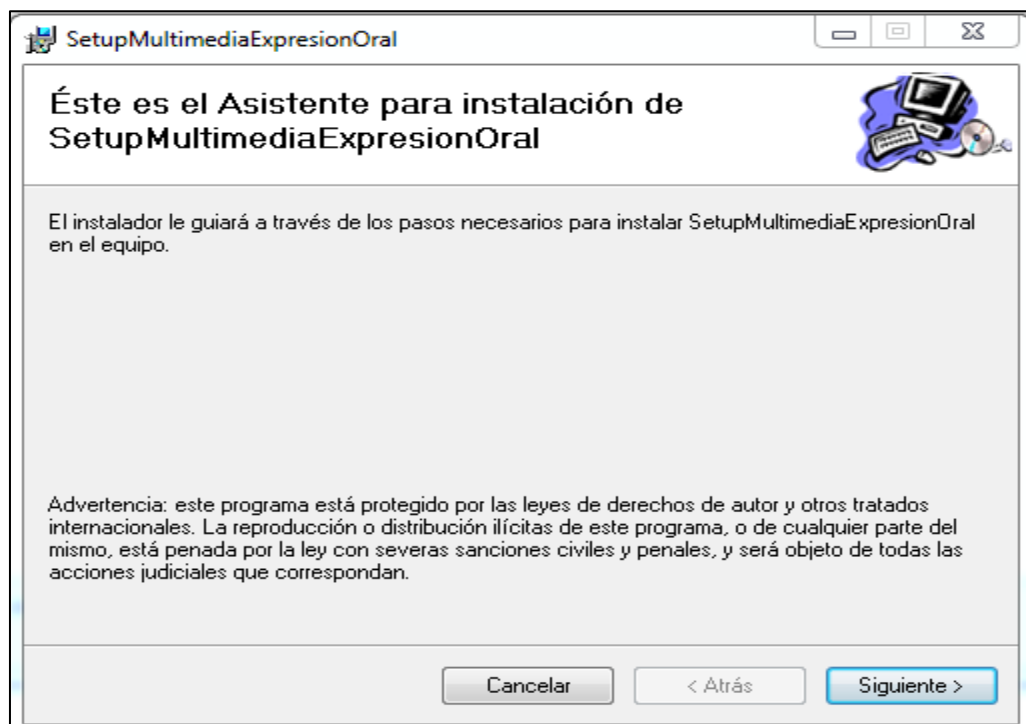 SetupMultimediaExpresionOral
Éste es el Asistente para instalación de
SetupMultimediaExpresionOral
El instalador le guiará a través de los pasos necesarios para instalar SetupMultimediaExpresionOral
en el equipo.
Advertencia: este programa está protegido por las leyes de derechos de autor y otros tratados
internacionales. La reproducción o distribución ilícitas de este programa, o de cualquier parte del
mismo, está penada por la ley con severas sanciones civiles y penales, y será objeto de todas las
acciones judiciales que correspondan.
Cancelar
< Atrás
Siguiente >